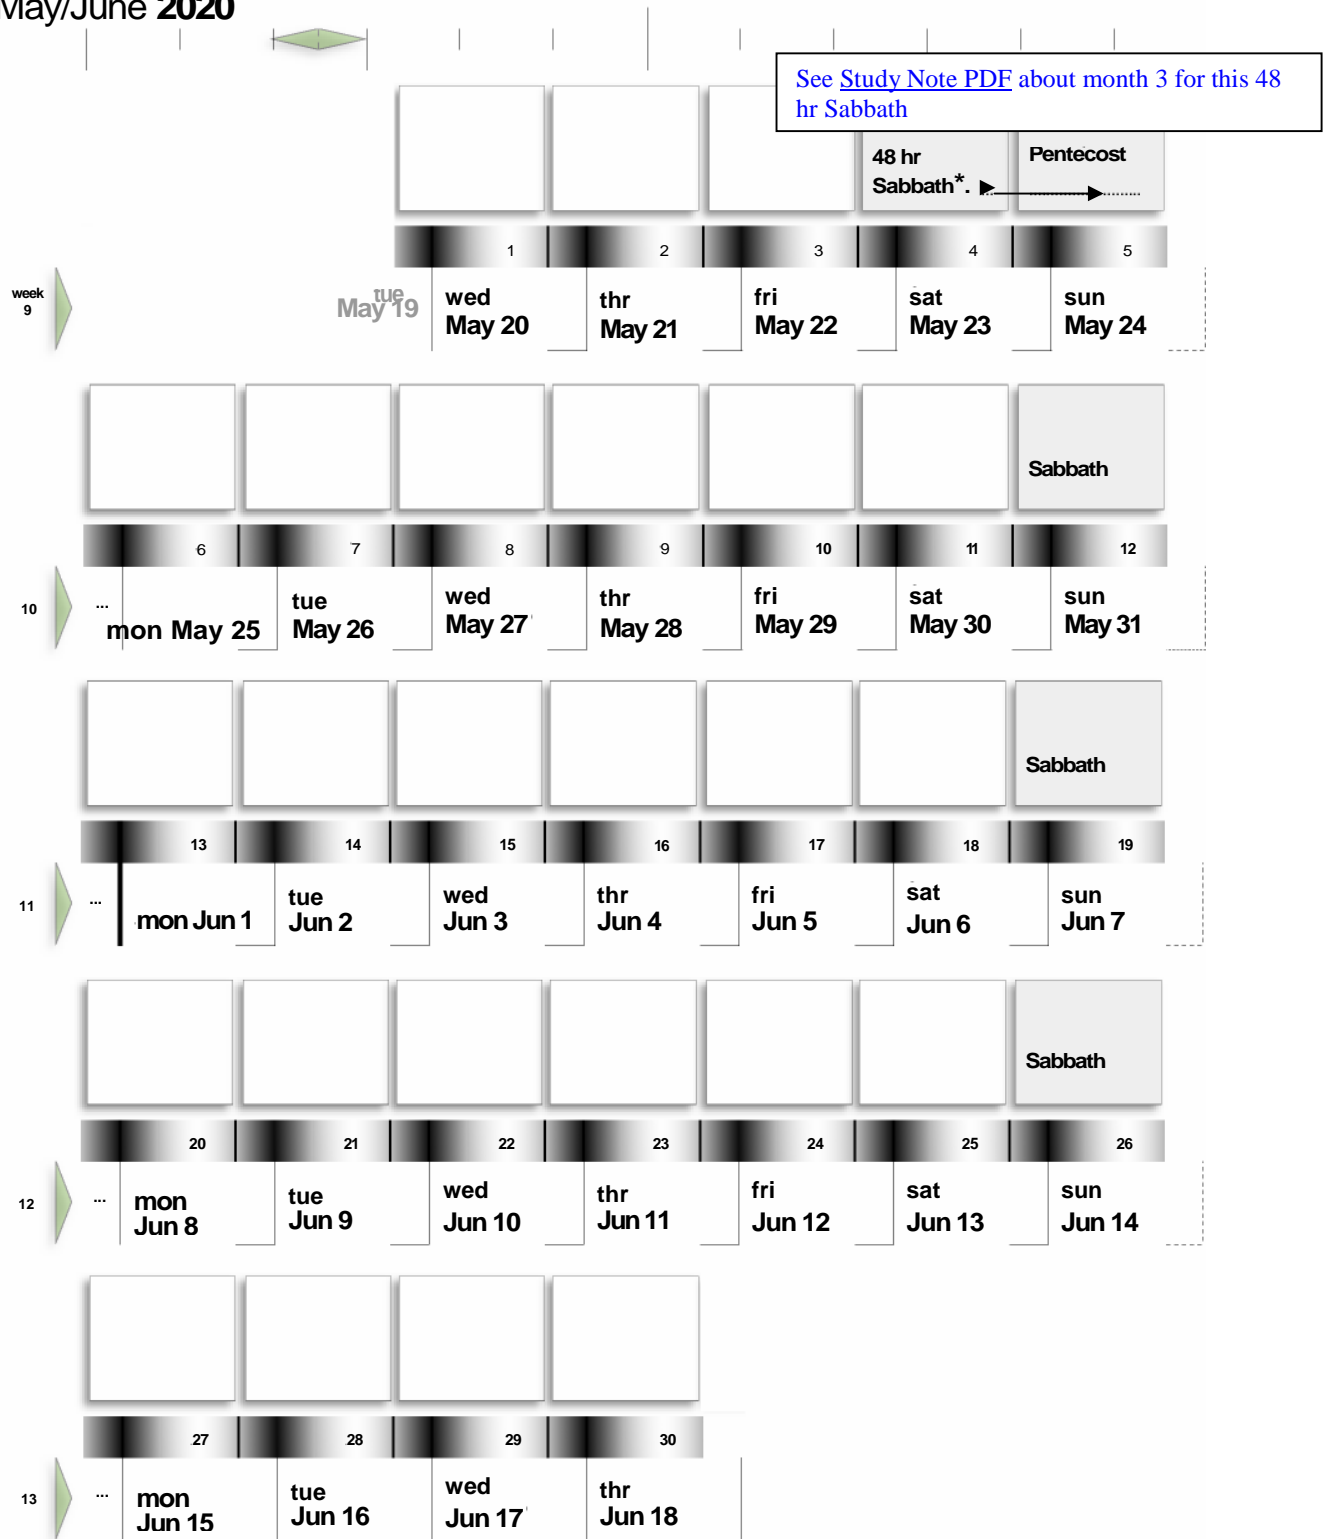 May/June 2020
See Study Note PDF about month 3 for this 48
hr Sabbath
48 hr
Sabbath*.
Pentecost
1 2 3 4 5
week
9
tue
May 19
wed
May 20
thr
May 21
fri
May 22
sat
May 23
sun
May 24
Sabbath
6 7 8 9 10 11 12
10
...
mon May 25
tue
May 26
wed
May 27
thr
May 28
fri
May 29
sat
May 30
sun
May 31
Sabbath
13 14 15 16 17 18 19
11
...
mon Jun 1
tue
Jun 2
wed
Jun 3
thr
Jun 4
fri
Jun 5
sat
Jun 6
sun
Jun 7
Sabbath
20 21 22 23 24 25 26
12
...
mon
Jun 8
tue
Jun 9
wed
Jun 10
thr
Jun 11
fri
Jun 12
sat
Jun 13
sun
Jun 14
27 28 29 30
13
...
mon
Jun 15
tue
Jun 16
wed
Jun 17
thr
Jun 18